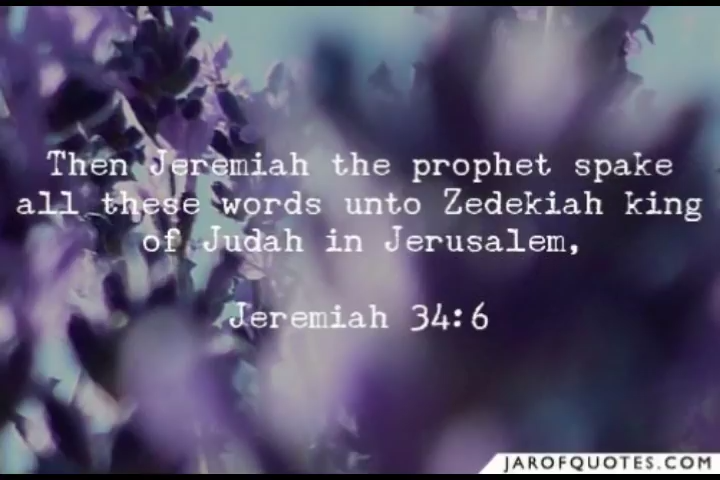 Then Jeremiah the prophet spake
all these words unto Zedekiah king
of Judah in Jerusalem,
Jeremiah 34:6
JAROFQUOTES.COM